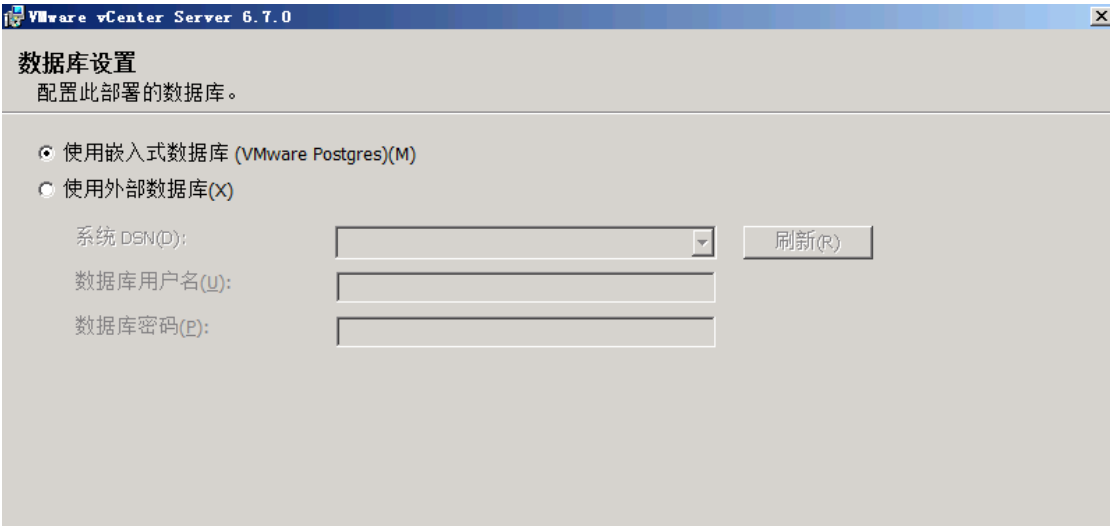 VMware vCenter Server 6.7.0
数据库设置
配置此部署的数据库。
使用嵌入式数据库 (VMware Postgres)(M)
使用外部数据库(X)
系统 DSN(D):
刷新(R)
数据库用户名(U):
数据库密码(P):